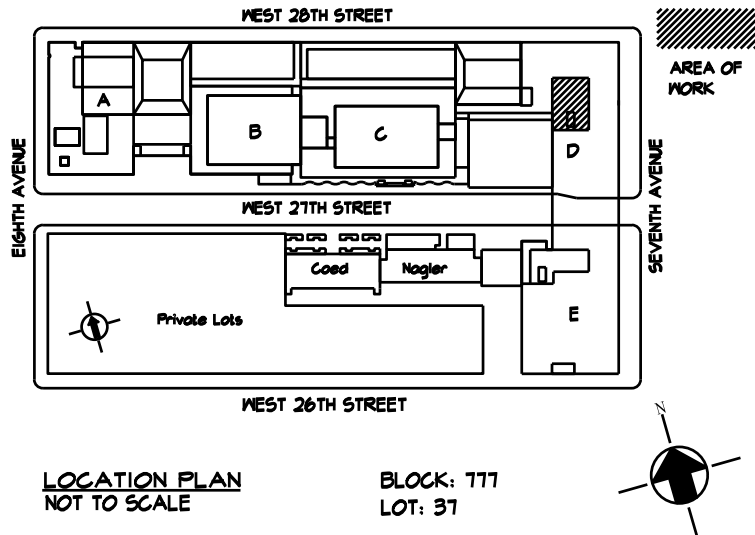 WEST 28TH STREET
AREA OF
WORK
A
B
C
D
EIGHTH AVENUE
SEVENTH AVENUE
WEST 27TH STREET
Coed
Nagler
E
Private Lots
WEST 26TH STREET
N
LOCATION PLAN
NOT TO SCALE
BLOCK: 777
LOT: 37